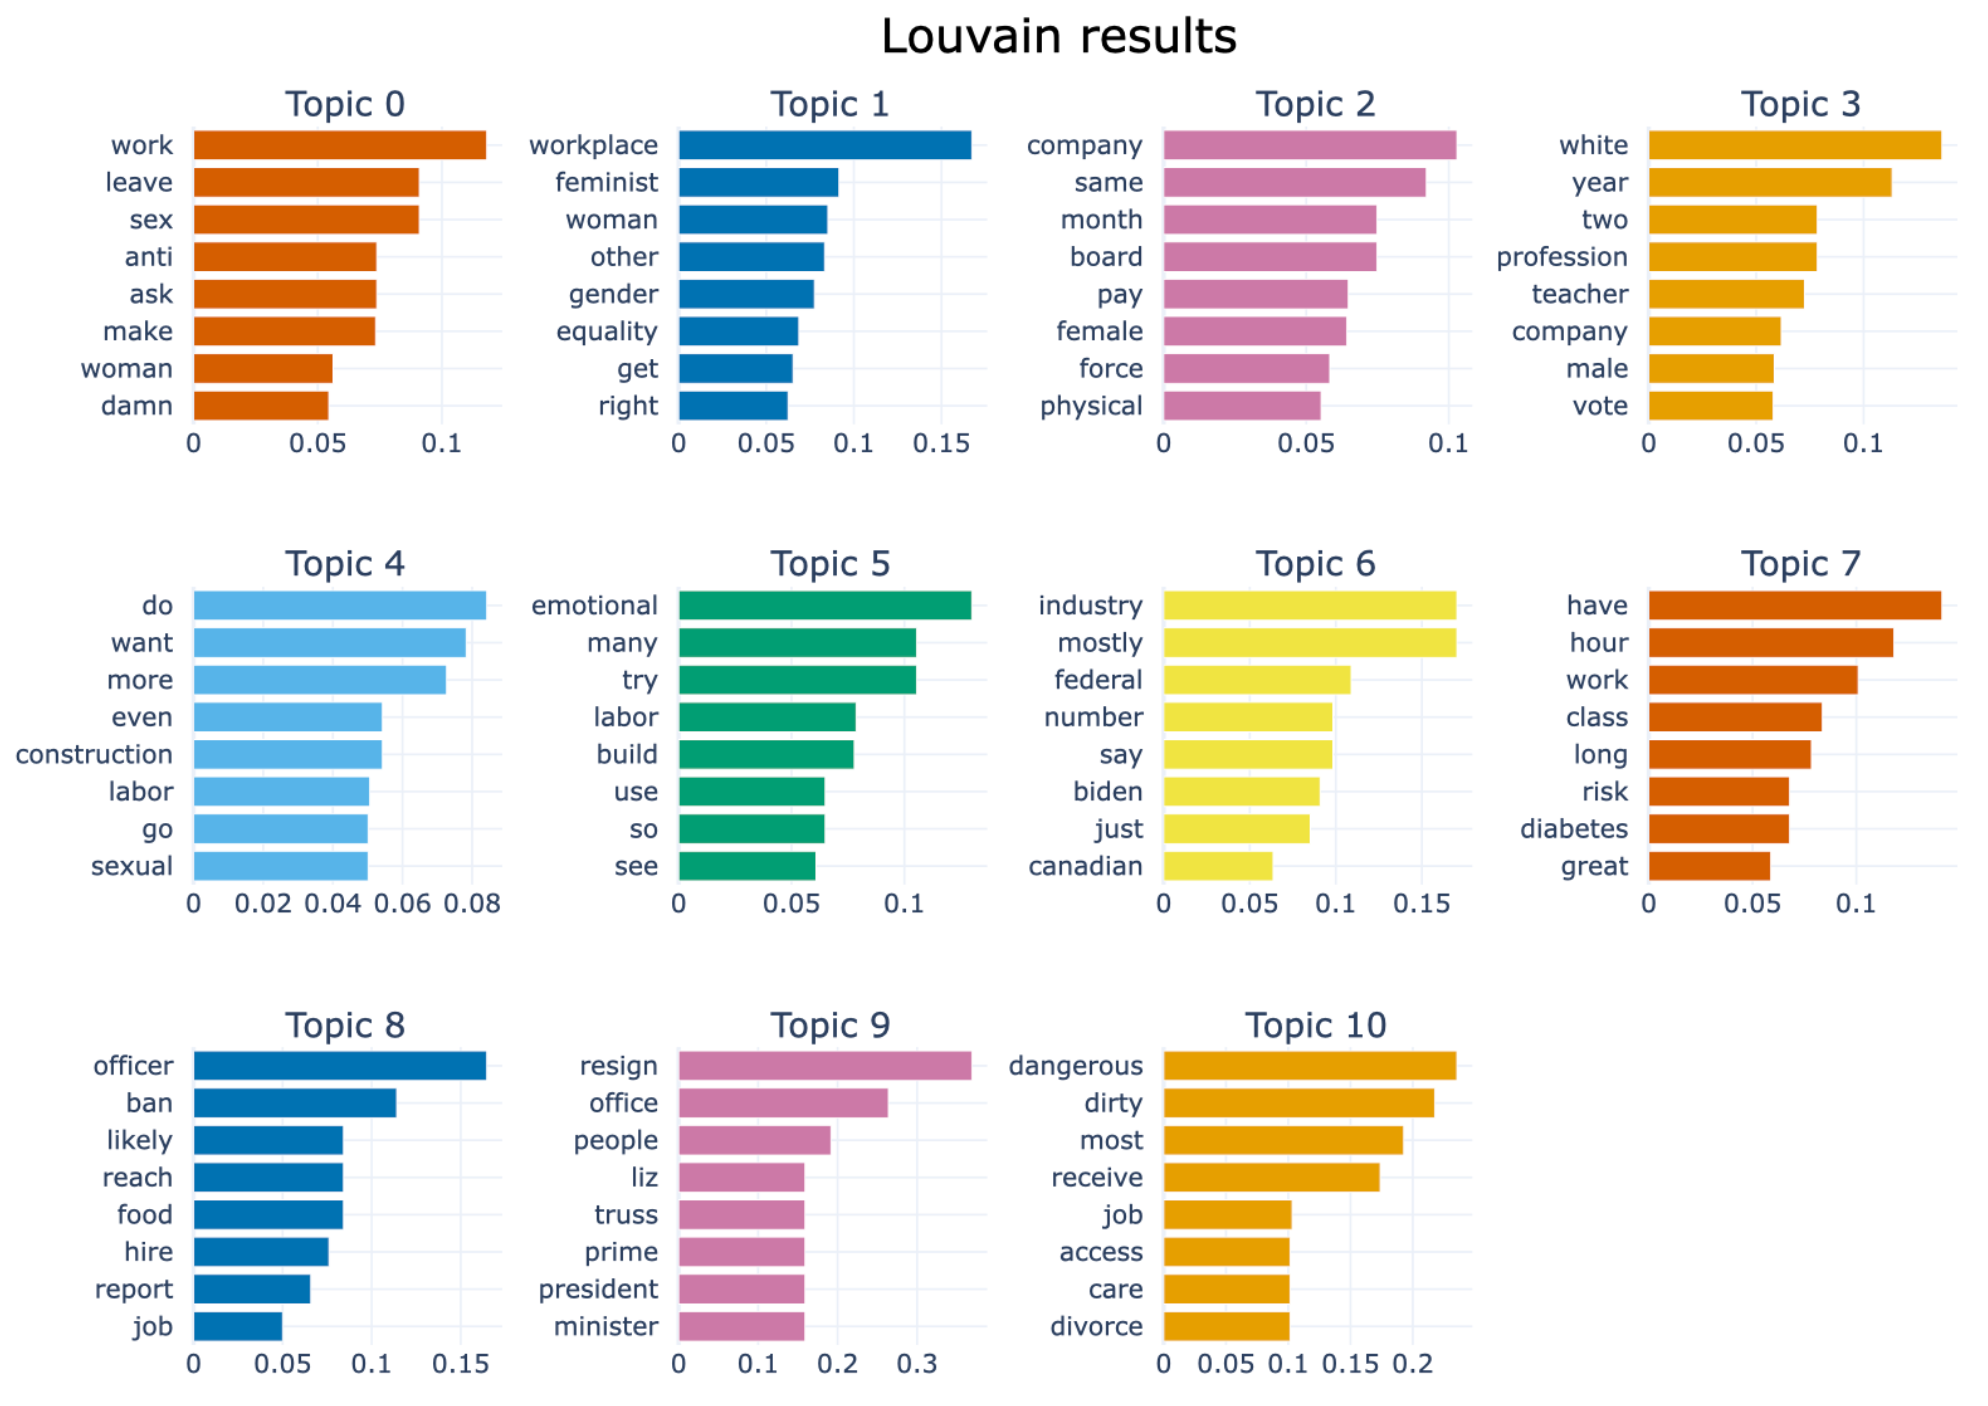 Louvain results
Topic 0
work
leave
sex
anti
ask
make
woman
damn
0 0.05 0.1
Topic 1
workplace
feminist
woman
other
gender
equality
get
right
0 0.05 0.1 0.15
Topic 2
company
same
month
board
pay
female
force
physical
0 0.05 0.1
Topic 3
white
year
two
profession
teacher
company
male
vote
0 0.05 0.1
Topic 4
do
want
more
even
construction
labor
go
sexual
0 0.02 0.04 0.06 0.08
Topic 5
emotional
many
try
labor
build
use
so
see
0 0.05 0.1
Topic 6
industry
mostly
federal
number
say
biden
just
canadian
0 0.05 0.1 0.15
Topic 7
have
hour
work
class
long
risk
diabetes
great
0 0.05 0.1
Topic 8
officer
ban
likely
reach
food
hire
report
job
0 0.05 0.1 0.15
Topic 9
resign
office
people
liz
truss
prime
president
minister
0 0.1 0.2 0.3
Topic 10
dangerous
dirty
most
receive
job
access
care
divorce
0 0.05 0.1 0.15 0.2